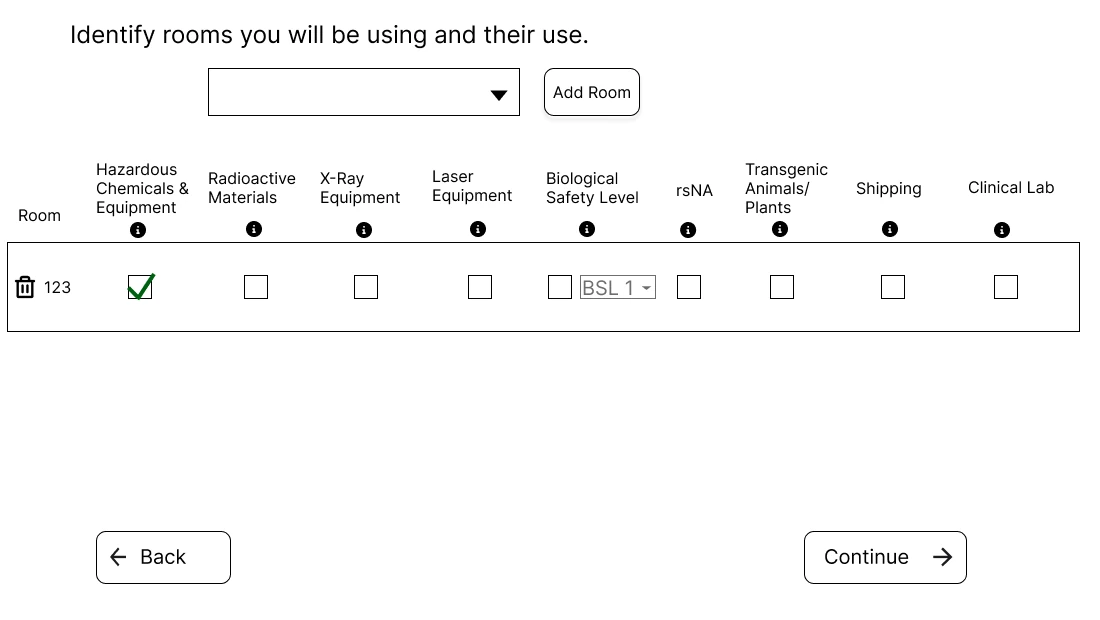 Identify rooms you will be using and their use.
Add Room
Room
Hazardous
Chemicals &
Equipment
Radioactive
Materials
X-Ray
Equipment
Laser
Equipment
Biological
Safety Level
rsNA
Transgenic
Animals/
Plants
Shipping
Clinical Lab
123
BSL 1
Back
Continue